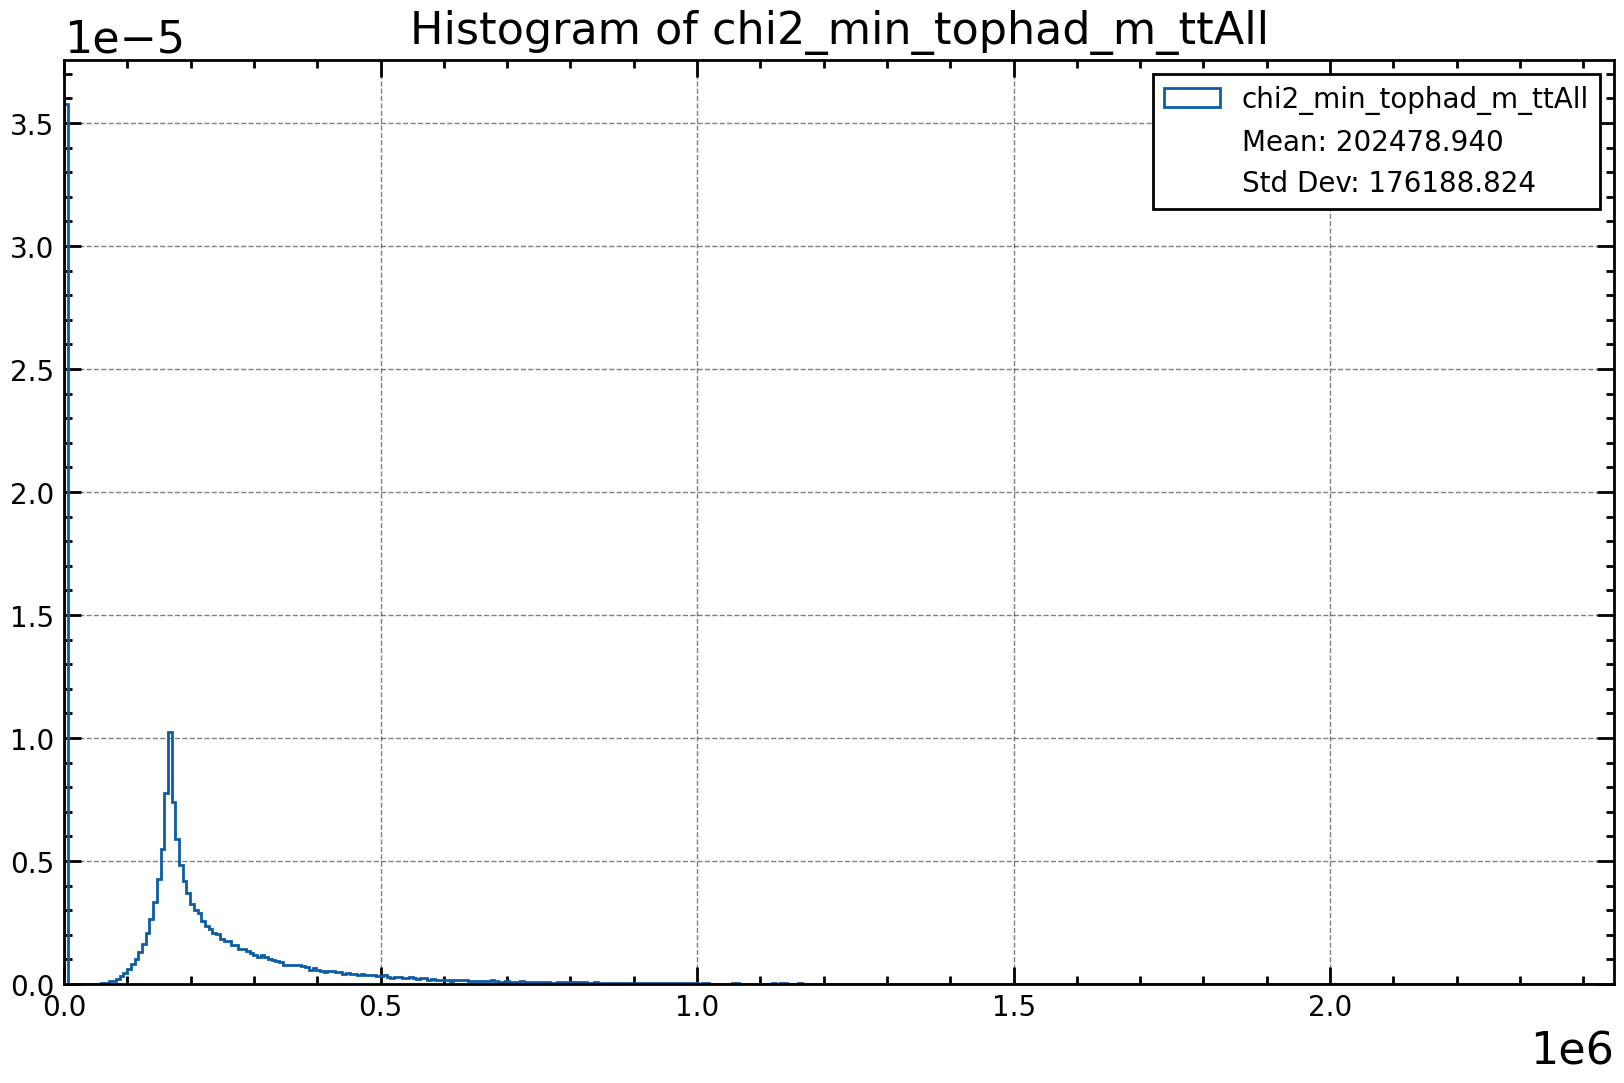 Histogram of chi2_min_tophad_m_ttAll
1e−5
chi2_min_tophad_m_ttAll
Mean: 202478.940
Std Dev: 176188.824
3.5
3.0
2.5
2.0
1.5
1.0
0.5
0.0
0.0 0.5 1.0 1.5 2.0
1e6